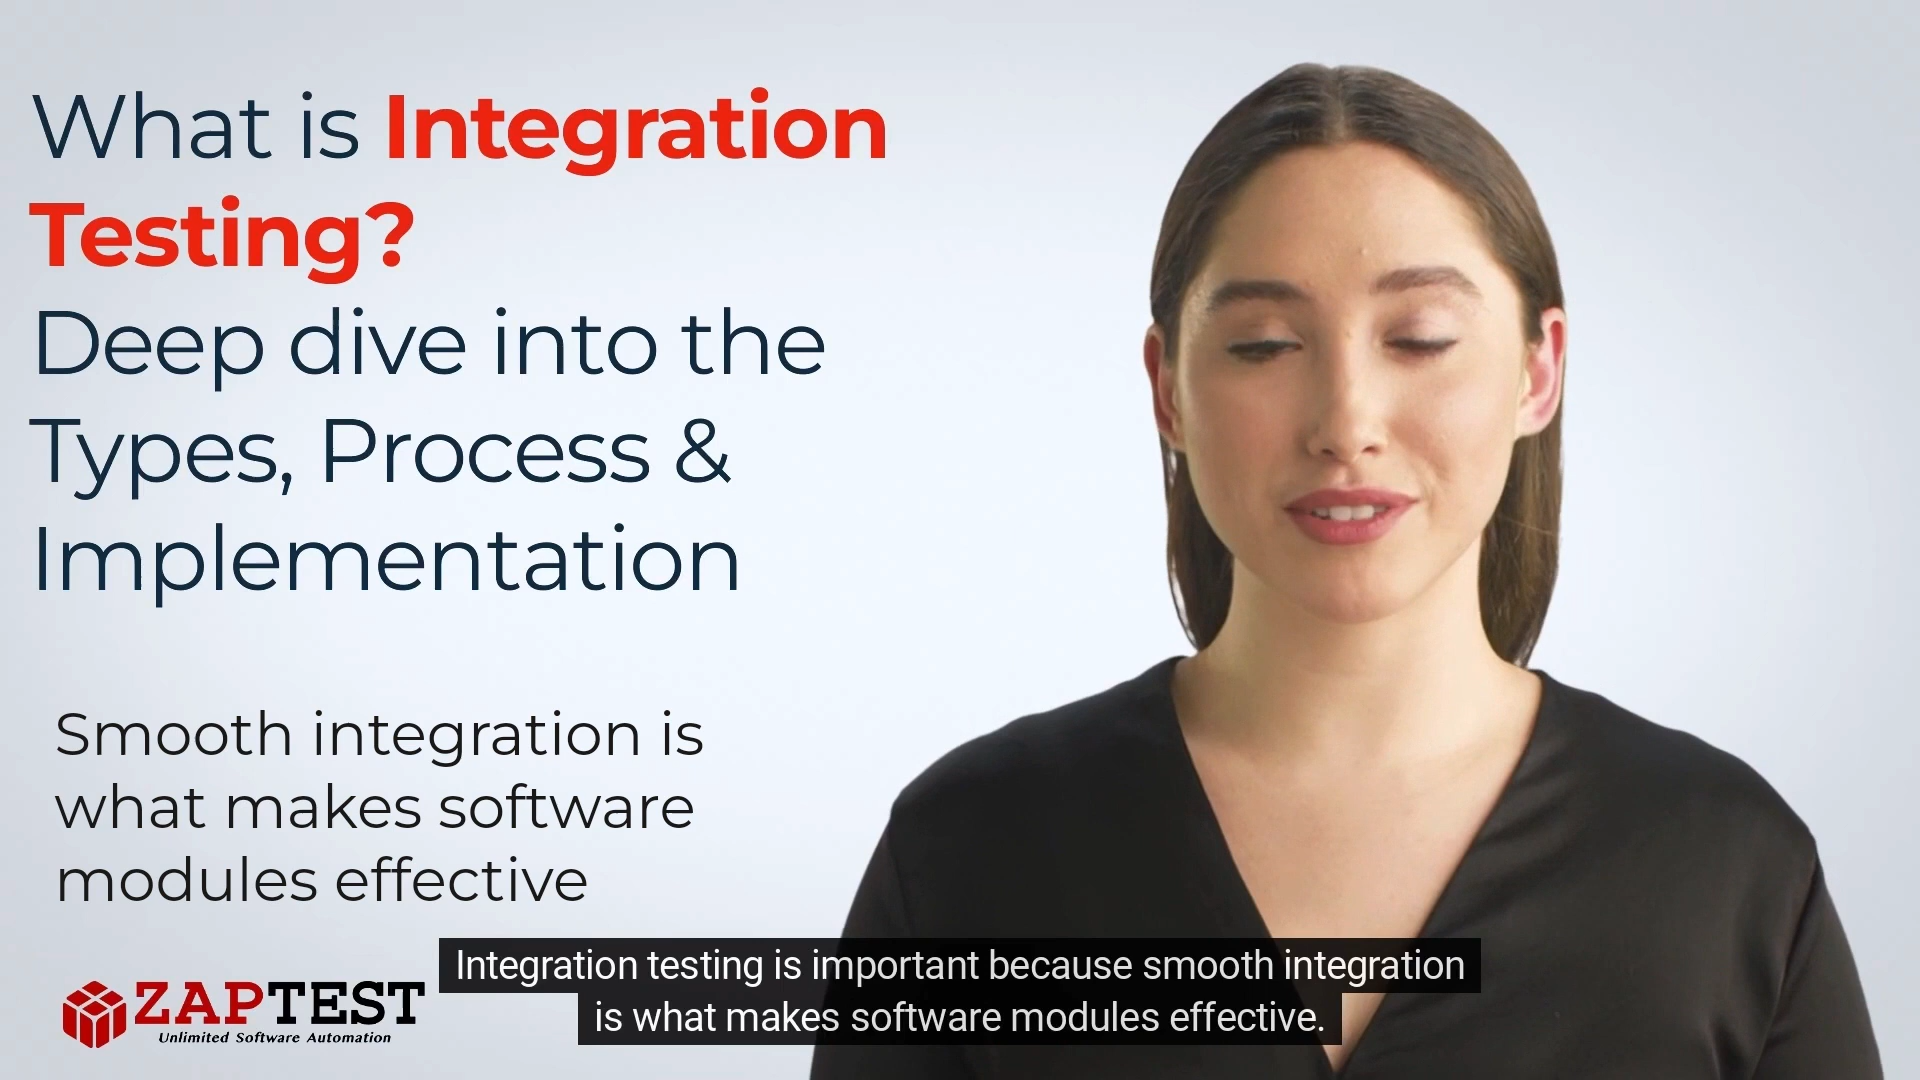 What is Integration
Testing?
Deep dive into the
Types, Process &
Implementation
Smooth integration is
what makes software
modules effective
ZAPTEST
Unlimited Software Automation
Integration testing is important because smooth integration
is what makes software modules effective.